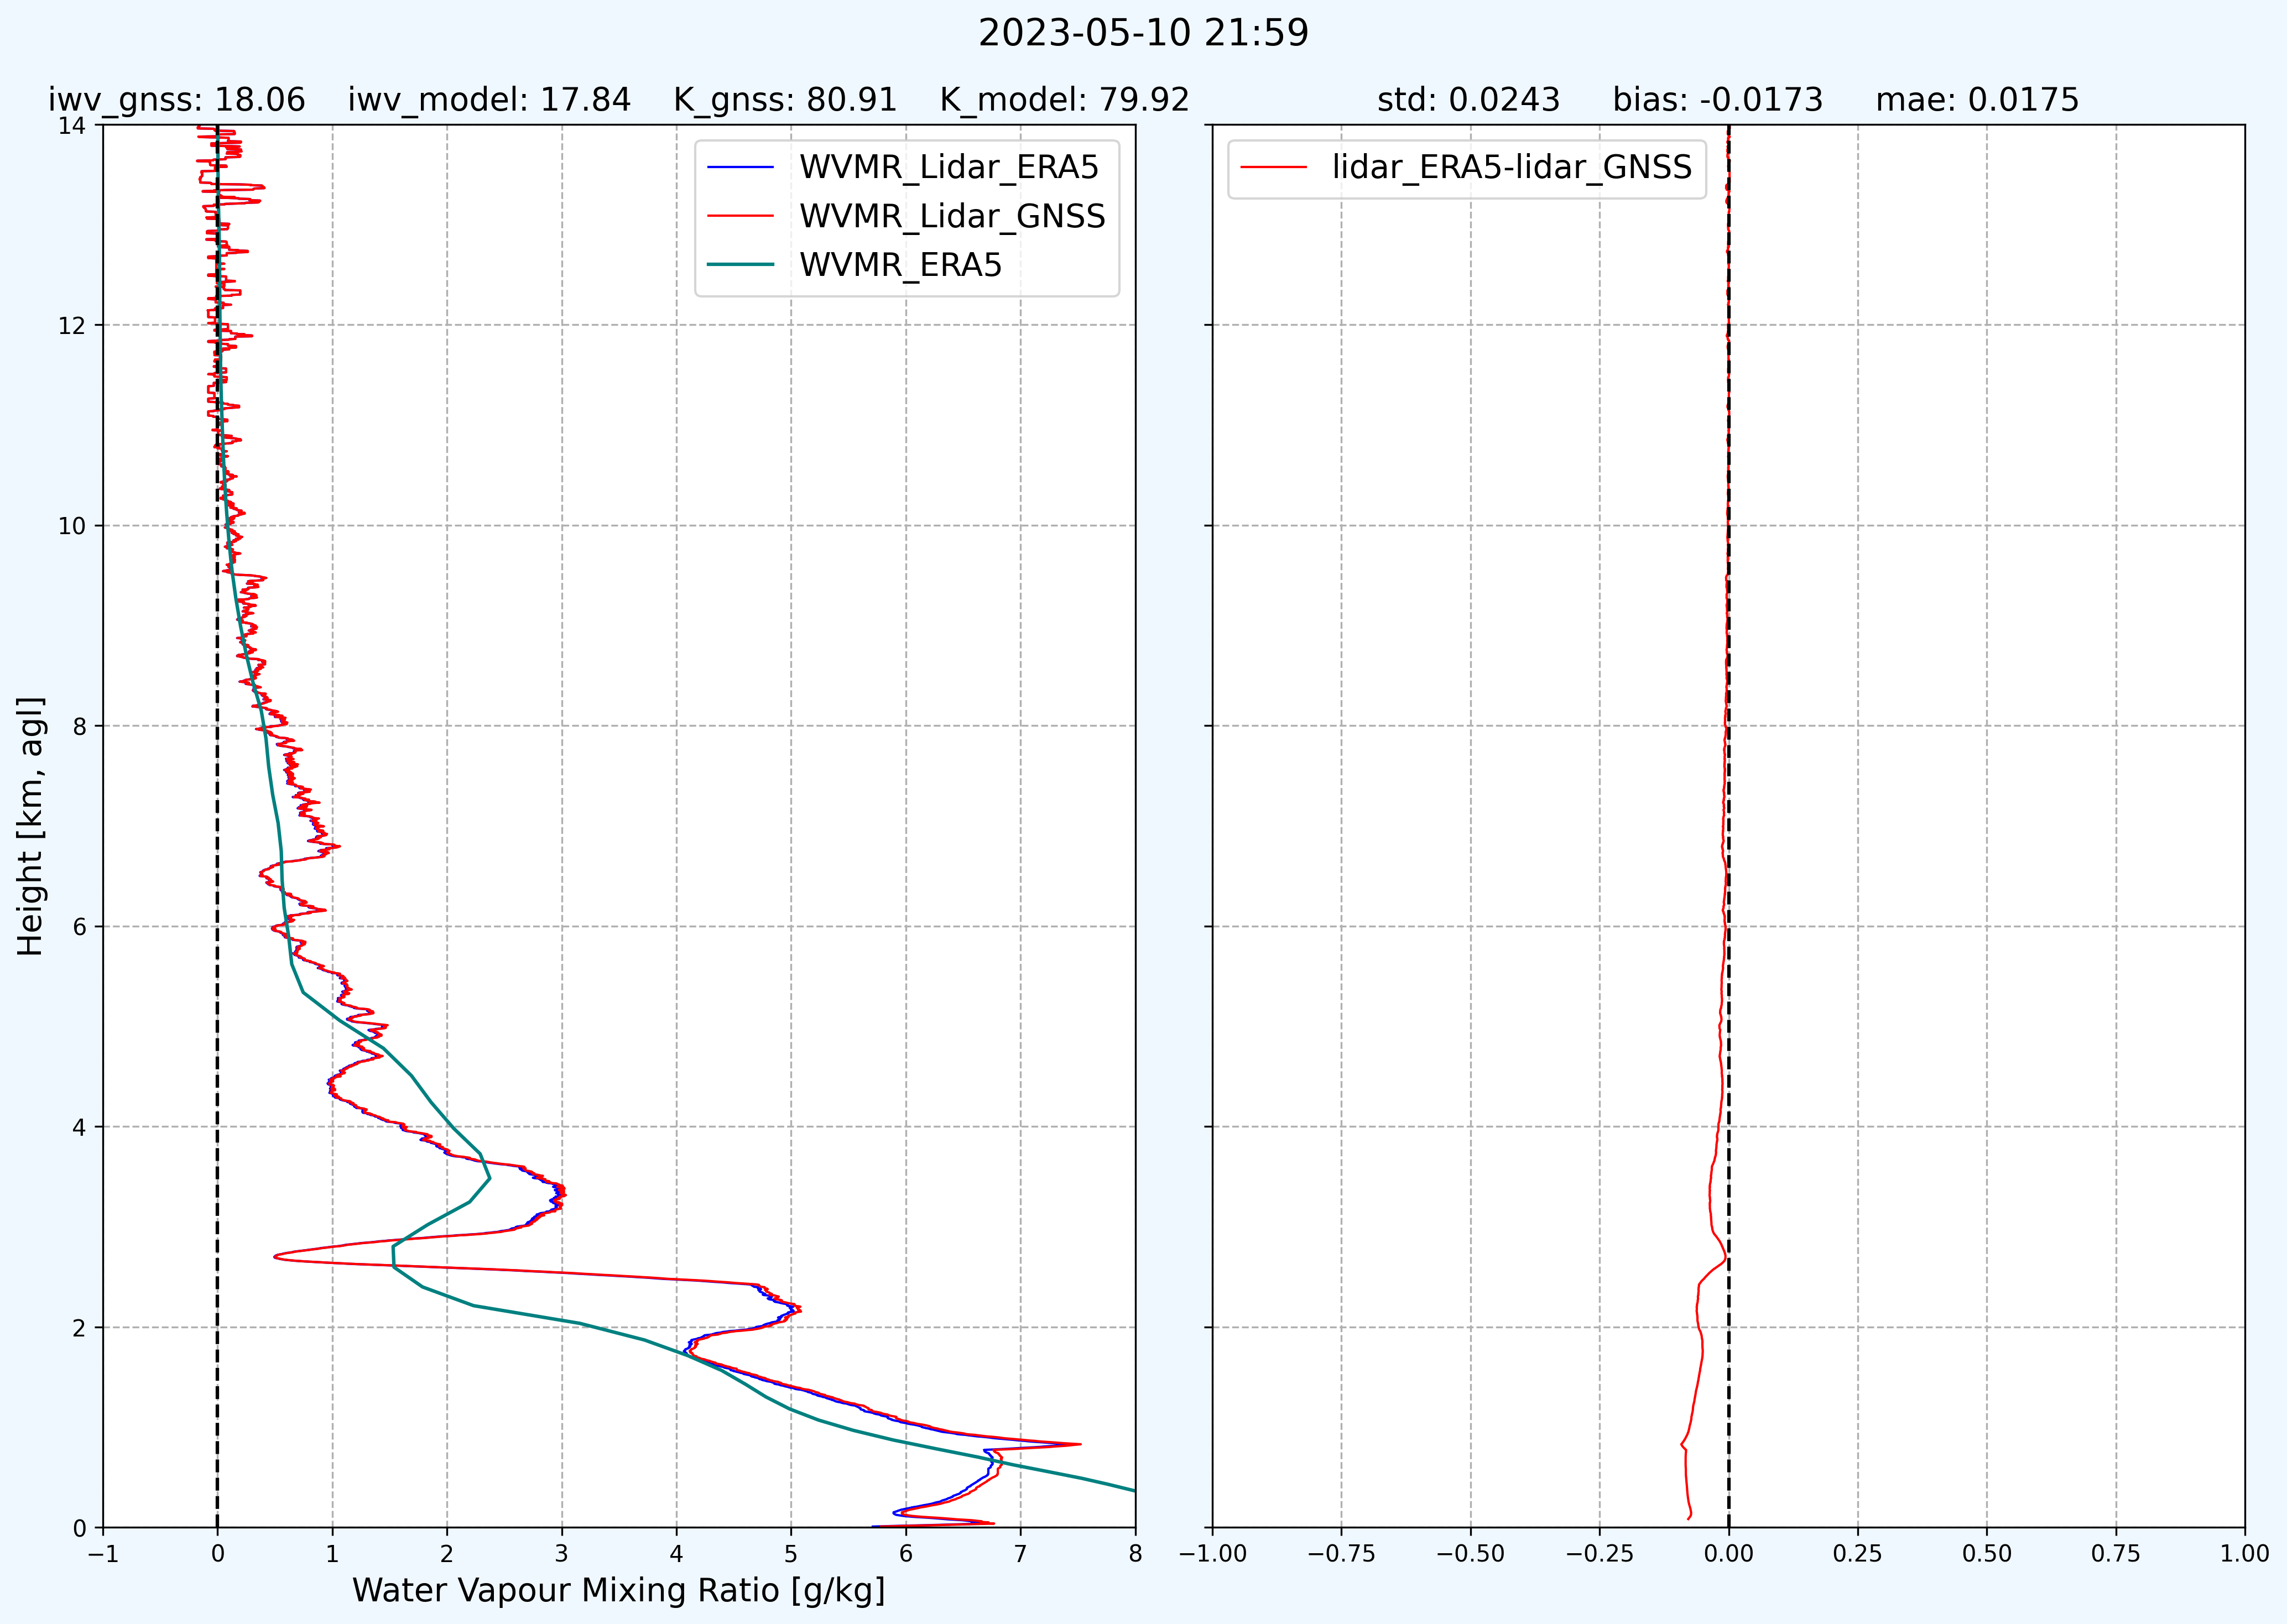 2023-05-10 21:59
iwv_gnss: 18.06 iwv_model: 17.84 K_gnss: 80.91 K_model: 79.92
WVMR_Lidar_ERA5
WVMR_Lidar_GNSS
WVMR_ERA5
14
12
10
8
6
4
2
0
Height [km, agl]
−1 0 1 2 3 4 5 6 7 8
Water Vapour Mixing Ratio [g/kg]
std: 0.0243 bias: -0.0173 mae: 0.0175
lidar_ERA5-lidar_GNSS
−1.00 −0.75 −0.50 −0.25 0.00 0.25 0.50 0.75 1.00